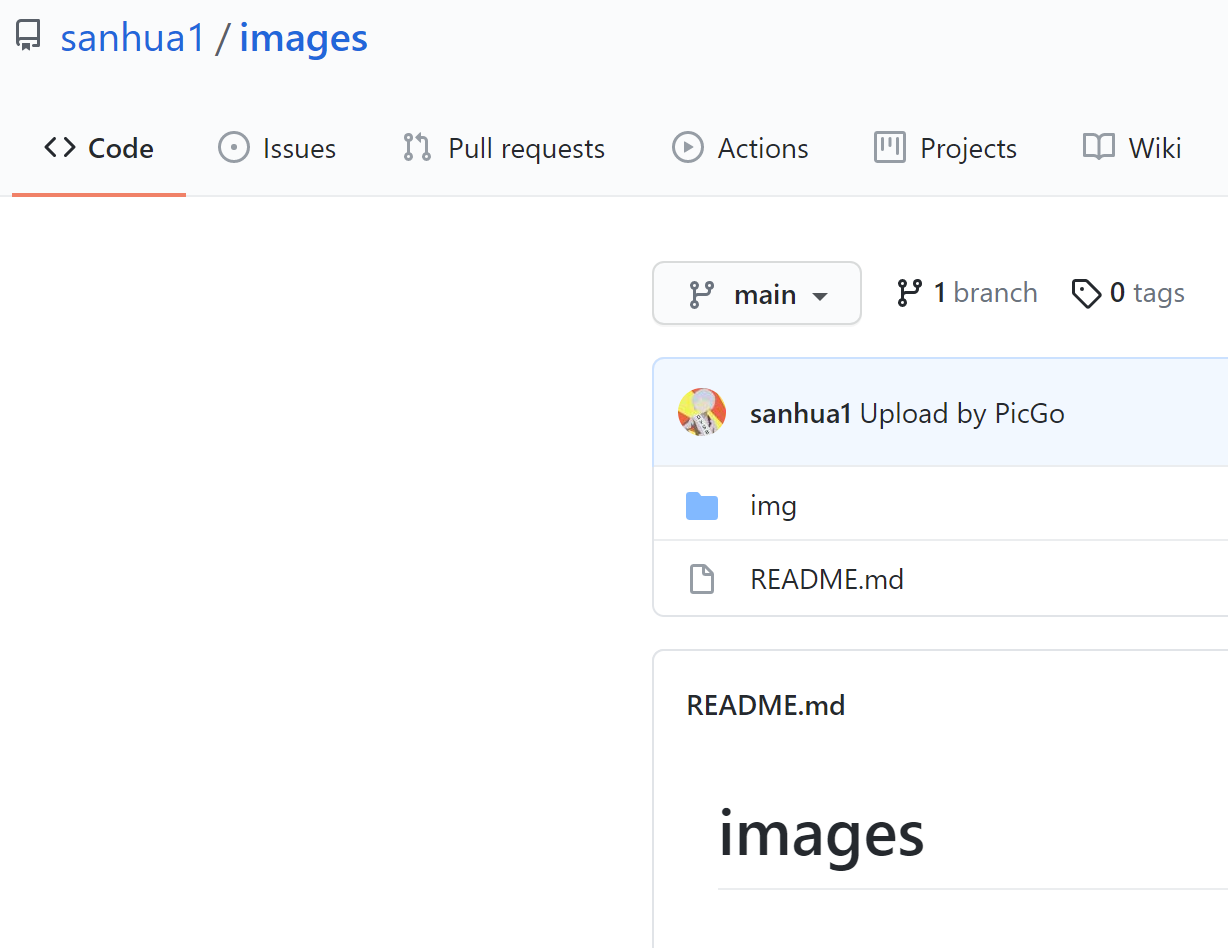 sanhua1 / images
Code Issues Pull requests Actions Projects Wiki
main 1 branch 0 tags
sanhua1 Upload by PicGo
img
README.md
README.md
images